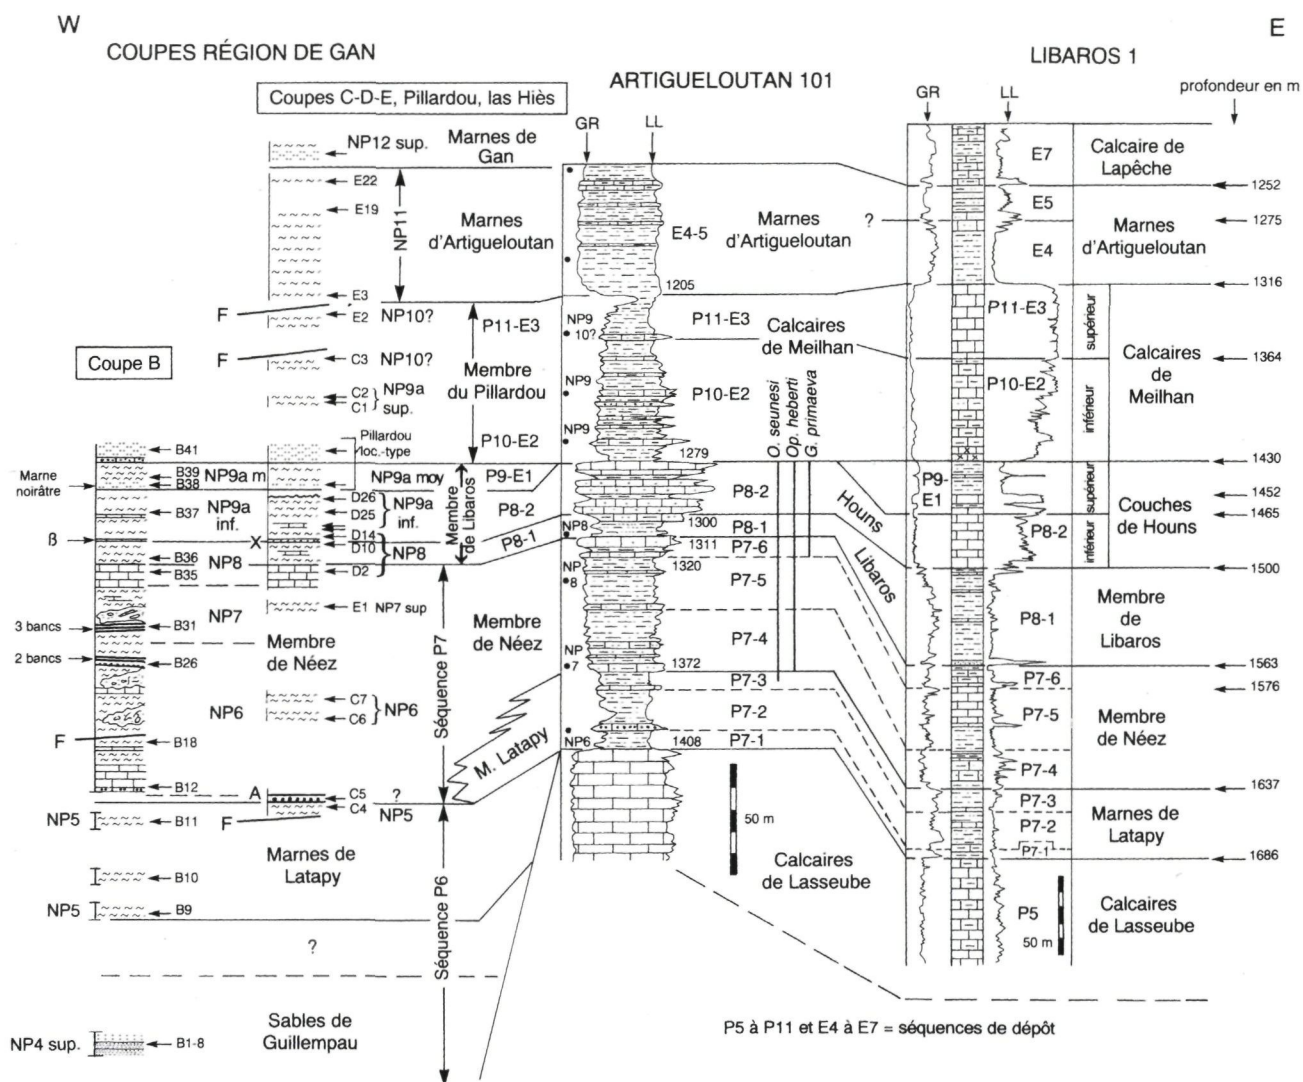 W
E
COUPES RÉGION DE GAN
Coupes C-D-E, Pillardou, las Hiès
ARTIGUELOUTAN 101
LIBAROS 1
profondeur en m
GR
LL
GR
LL
NP12 sup.
Marnes de
Gan
E22
E19
NP11
Marnes
d'Artigueloutan
E3
F
E2
NP10?
F
C3
NP10?
C2
C1
NP9a
sup.
Membre
du Pillardou
P11-E3
P10-E2
Coupe B
B41
B39
B38
NP9a m
Marne
noirâtre
B37
NP9a
inf.
ß
B36
B35
NP8
NP7
3 bancs
B31
2 bancs
B26
Membre
de Néez
NP6
F
B18
B12
A
NP5
B11
B10
NP5
B9
Marnes de
Latapy
?
Sables de
Guillempau
NP4 sup.
B1-8
Pillardou
loc.-type
NP9a moy
D26
D25
NP9a
inf.
X
D14
D10
NP8
D2
E1
NP7 sup
C7
C6
NP6
C5
?
C4
NP5
F
Membre
de Libaros
P9-E1
P8-2
P8-1
Séquence P7
Séquence P6
Membre
de Néez
M. Latapy
E4-5
Marnes
d'Artigueloutan
?
1205
NP9
10?
P11-E3
Calcaires
de Meilhan
NP9
P10-E2
NP9
1279
O. seunesi
Op. heberti
G. primaeva
P8-2
1300
NP8
P8-1
1311
P7-6
1320
NP
8
P7-5
P7-4
NP
7
1372
P7-3
P7-2
NP6
1408
P7-1
50 m
Calcaires
de Lasseube
Houns
Libaros
E7
Calcaire de
Lapêche
1252
E5
1275
E4
Marnes
d'Artigueloutan
1316
P11-E3
supérieur
1364
P10-E2
inférieur
Calcaires
de
Meilhan
1430
P9-
E1
supérieur
1452
1465
P8-2
inférieur
Couches
de Houns
1500
P8-1
Membre
de
Libaros
1563
P7-6
1576
P7-5
Membre
de Néez
P7-4
1637
P7-3
P7-2
Marnes de
Latapy
P7-1
1686
P5
50 m
Calcaires
de Lasseube
P5 à P11 et E4 à E7 = séquences de dépôt